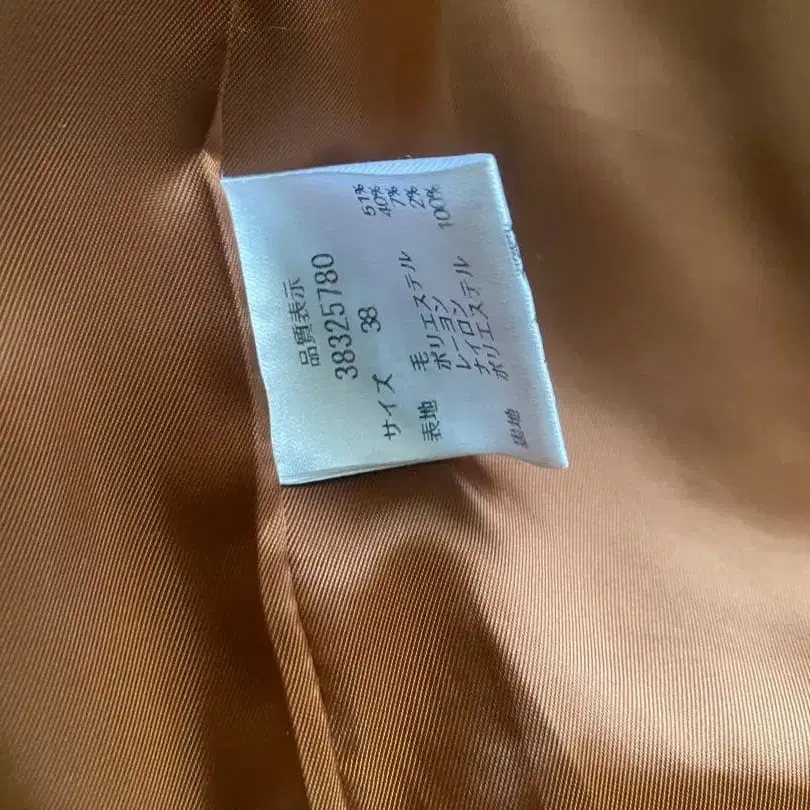 品質表示
38325780
サイズ 38
表地 毛 51%
ポリエステル 40%
レーヨン 7%
ナイロン 2%
裏地 ポリエステル 100%